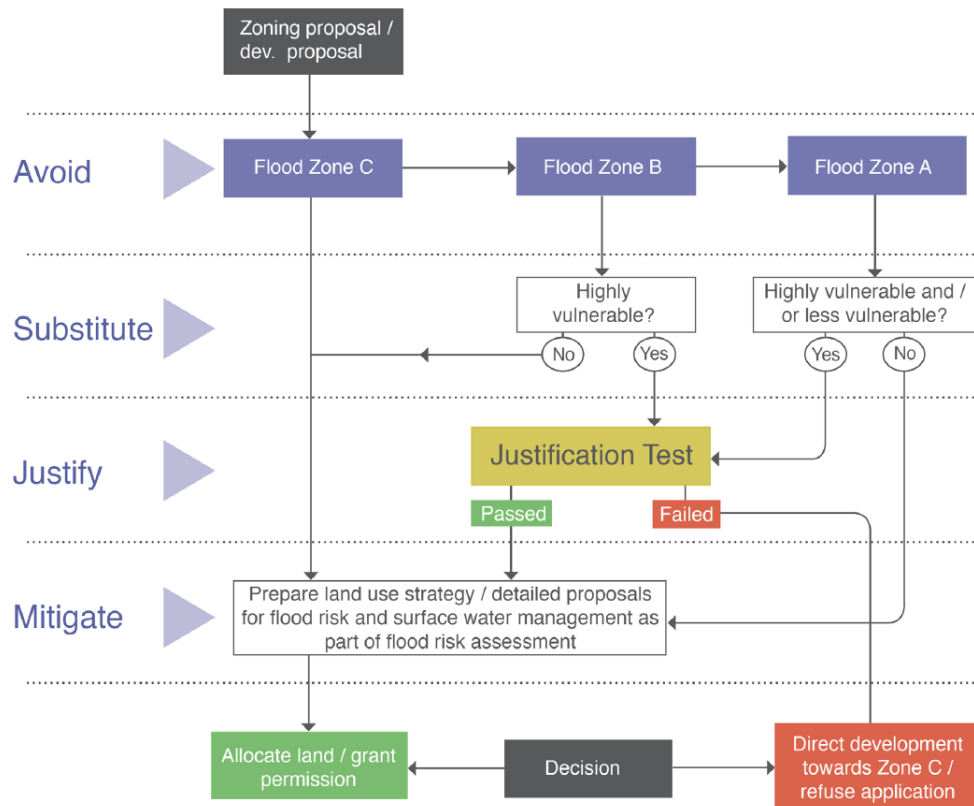 Zoning proposal /
dev. proposal
Avoid
Flood Zone C
Flood Zone B
Flood Zone A
Substitute
Highly
vulnerable?
Highly vulnerable and /
or less vulnerable?
No
Yes
Yes
No
Justify
Justification Test
Passed
Failed
Mitigate
Prepare land use strategy / detailed proposals
for flood risk and surface water management as
part of flood risk assessment
Allocate land / grant
permission
Decision
Direct development
towards Zone C /
refuse application